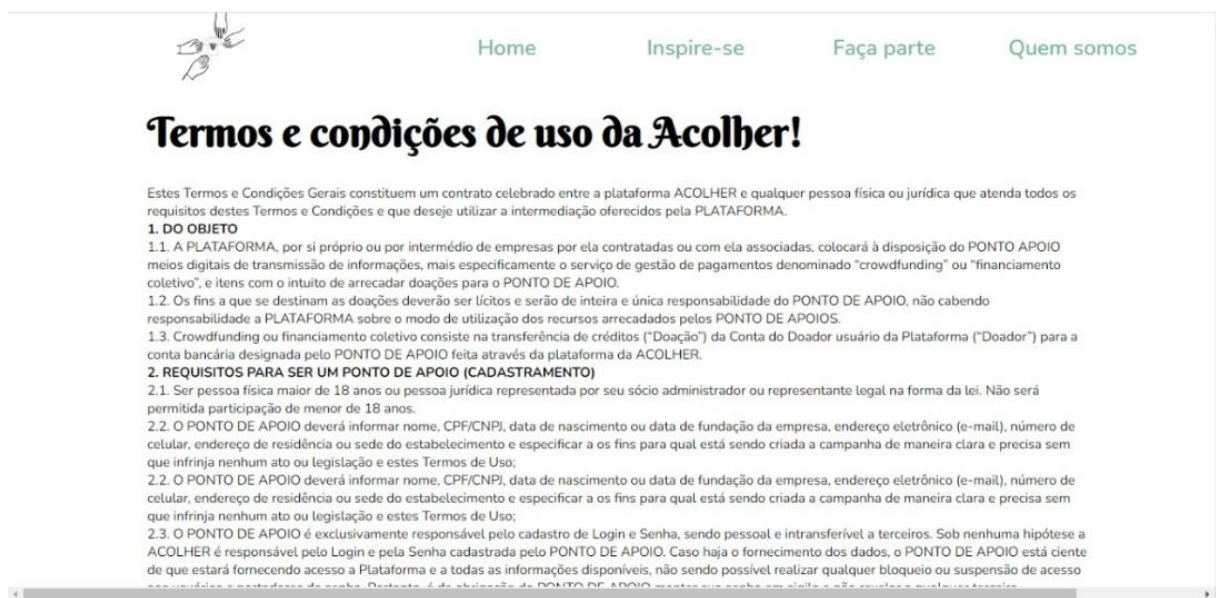 Home Inspire-se Faça parte Quem somos
Termos e condições de uso da Acolher!
Estes Termos e Condições Gerais constituem um contrato celebrado entre a plataforma ACOLHER e qualquer pessoa física ou jurídica que atenda todos os
requisitos destes Termos e Condições e que deseje utilizar a intermediação oferecidos pela PLATAFORMA.
1. DO OBJETO
1.1. A PLATAFORMA, por si próprio ou por intermédio de empresas por ela contratadas ou com ela associadas, colocará à disposição do PONTO APOIO
meios digitais de transmissão de informações, mais especificamente o serviço de gestão de pagamentos denominado “crowdfunding” ou “financiamento
coletivo”, e itens com o intuito de arrecadar doações para o PONTO DE APOIO.
1.2. Os fins a que se destinam as doações deverão ser lícitos e serão de inteira e única responsabilidade do PONTO DE APOIO, não cabendo
responsabilidade a PLATAFORMA sobre o modo de utilização dos recursos arrecadados pelos PONTO DE APOIOS.
1.3. Crowdfunding ou financiamento coletivo consiste na transferência de créditos (“Doação”) da Conta do Doador usuário da Plataforma (“Doador”) para a
conta bancária designada pelo PONTO DE APOIO feita através da plataforma da ACOLHER.
2. REQUISITOS PARA SER UM PONTO DE APOIO (CADASTRAMENTO)
2.1. Ser pessoa física maior de 18 anos ou pessoa jurídica representada por seu sócio administrador ou representante legal na forma da lei. Não será
permitida participação de menor de 18 anos.
2.2. O PONTO DE APOIO deverá informar nome, CPF/CNPJ, data de nascimento ou data de fundação da empresa, endereço eletrônico (e-mail), número de
celular, endereço de residência ou sede do estabelecimento e especificar a os fins para qual está sendo criada a campanha de maneira clara e precisa sem
que infrinja nenhum ato ou legislação e estes Termos de Uso;
2.2. O PONTO DE APOIO deverá informar nome, CPF/CNPJ, data de nascimento ou data de fundação da empresa, endereço eletrônico (e-mail), número de
celular, endereço de residência ou sede do estabelecimento e especificar a os fins para qual está sendo criada a campanha de maneira clara e precisa sem
que infrinja nenhum ato ou legislação e estes Termos de Uso;
2.3. O PONTO DE APOIO é exclusivamente responsável pelo cadastro de Login e Senha, sendo pessoal e intransferível a terceiros. Sob nenhuma hipótese a
ACOLHER é responsável pelo Login e pela Senha cadastrada pelo PONTO DE APOIO. Caso haja o fornecimento dos dados, o PONTO DE APOIO está ciente
de que estará fornecendo acesso a Plataforma e a todas as informações disponíveis, não sendo possível realizar qualquer bloqueio ou suspensão de acesso